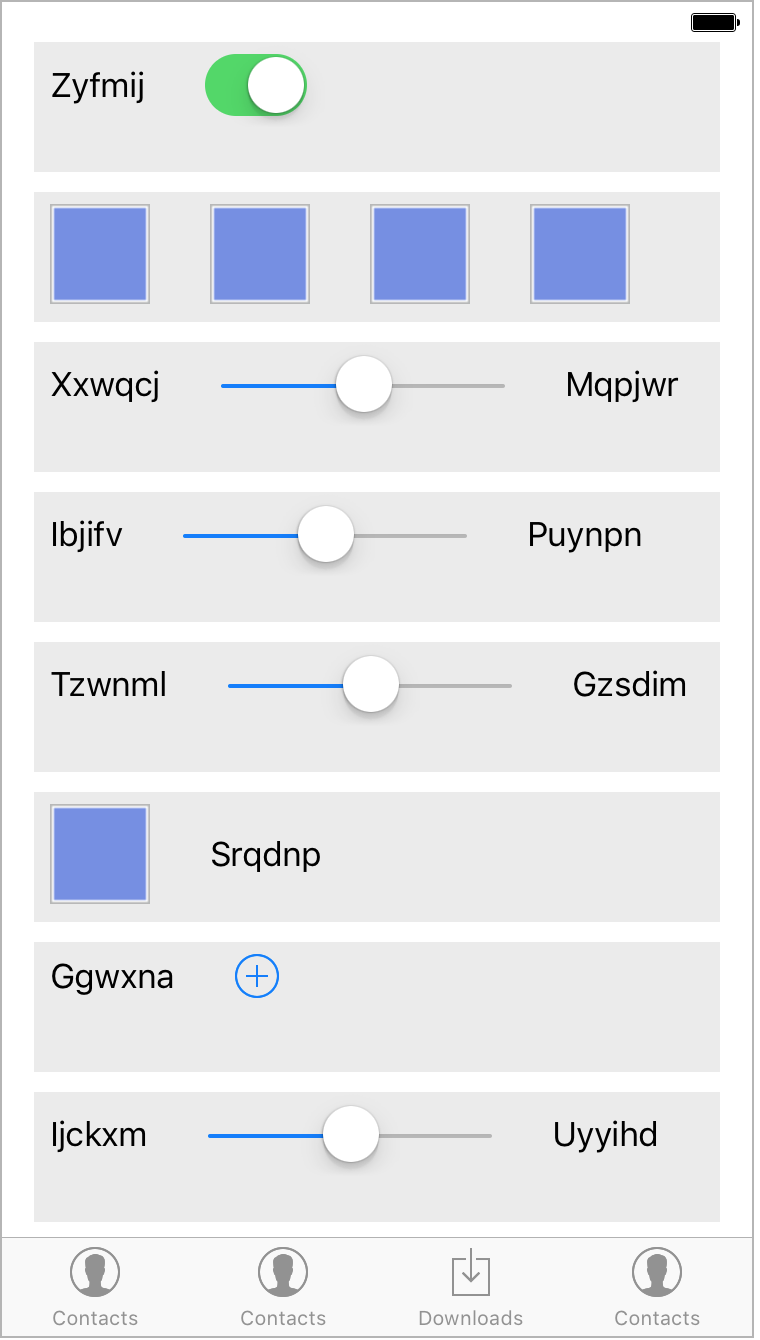 Zyfmij
Xxwqcj Mqpjwr
Ibjifv Puynpn
Tzwnml Gzsdim
Srqdnp
Ggwxna
Ijckxm Uyyihd
Contacts Contacts Downloads Contacts